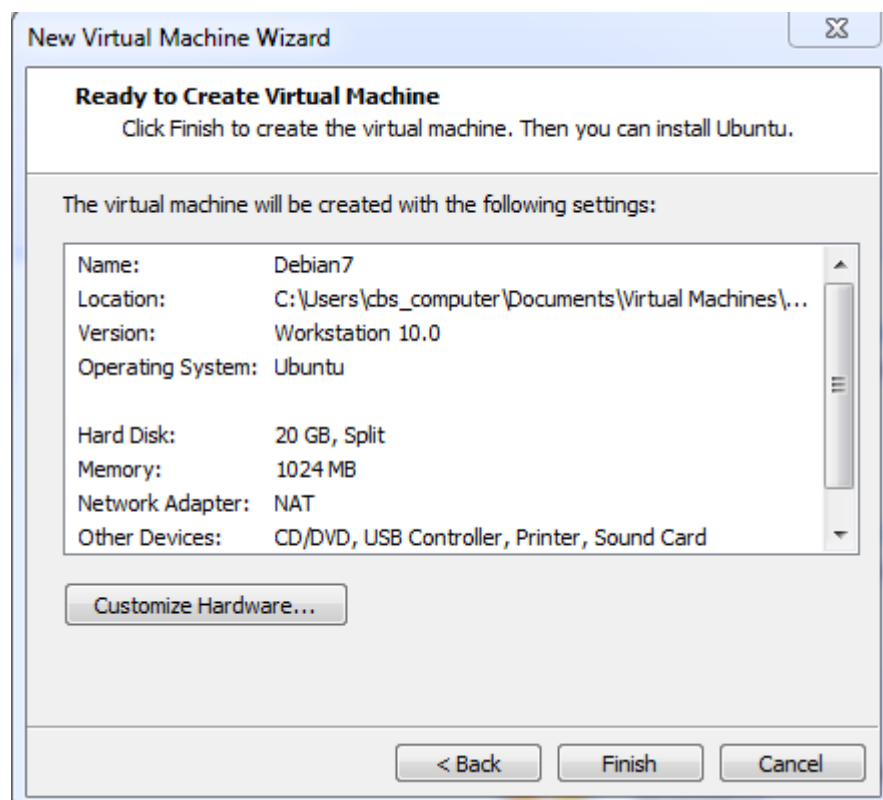 New Virtual Machine Wizard
Ready to Create Virtual Machine
Click Finish to create the virtual machine. Then you can install Ubuntu.
The virtual machine will be created with the following settings:
Name: Debian7
Location: C:\Users\cbs_computer\Documents\Virtual Machines\...
Version: Workstation 10.0
Operating System: Ubuntu
Hard Disk: 20 GB, Split
Memory: 1024 MB
Network Adapter: NAT
Other Devices: CD/DVD, USB Controller, Printer, Sound Card
Customize Hardware...
< Back Finish Cancel